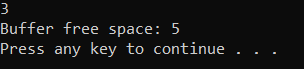 3
Buffer free space: 5
Press any key to continue . . .